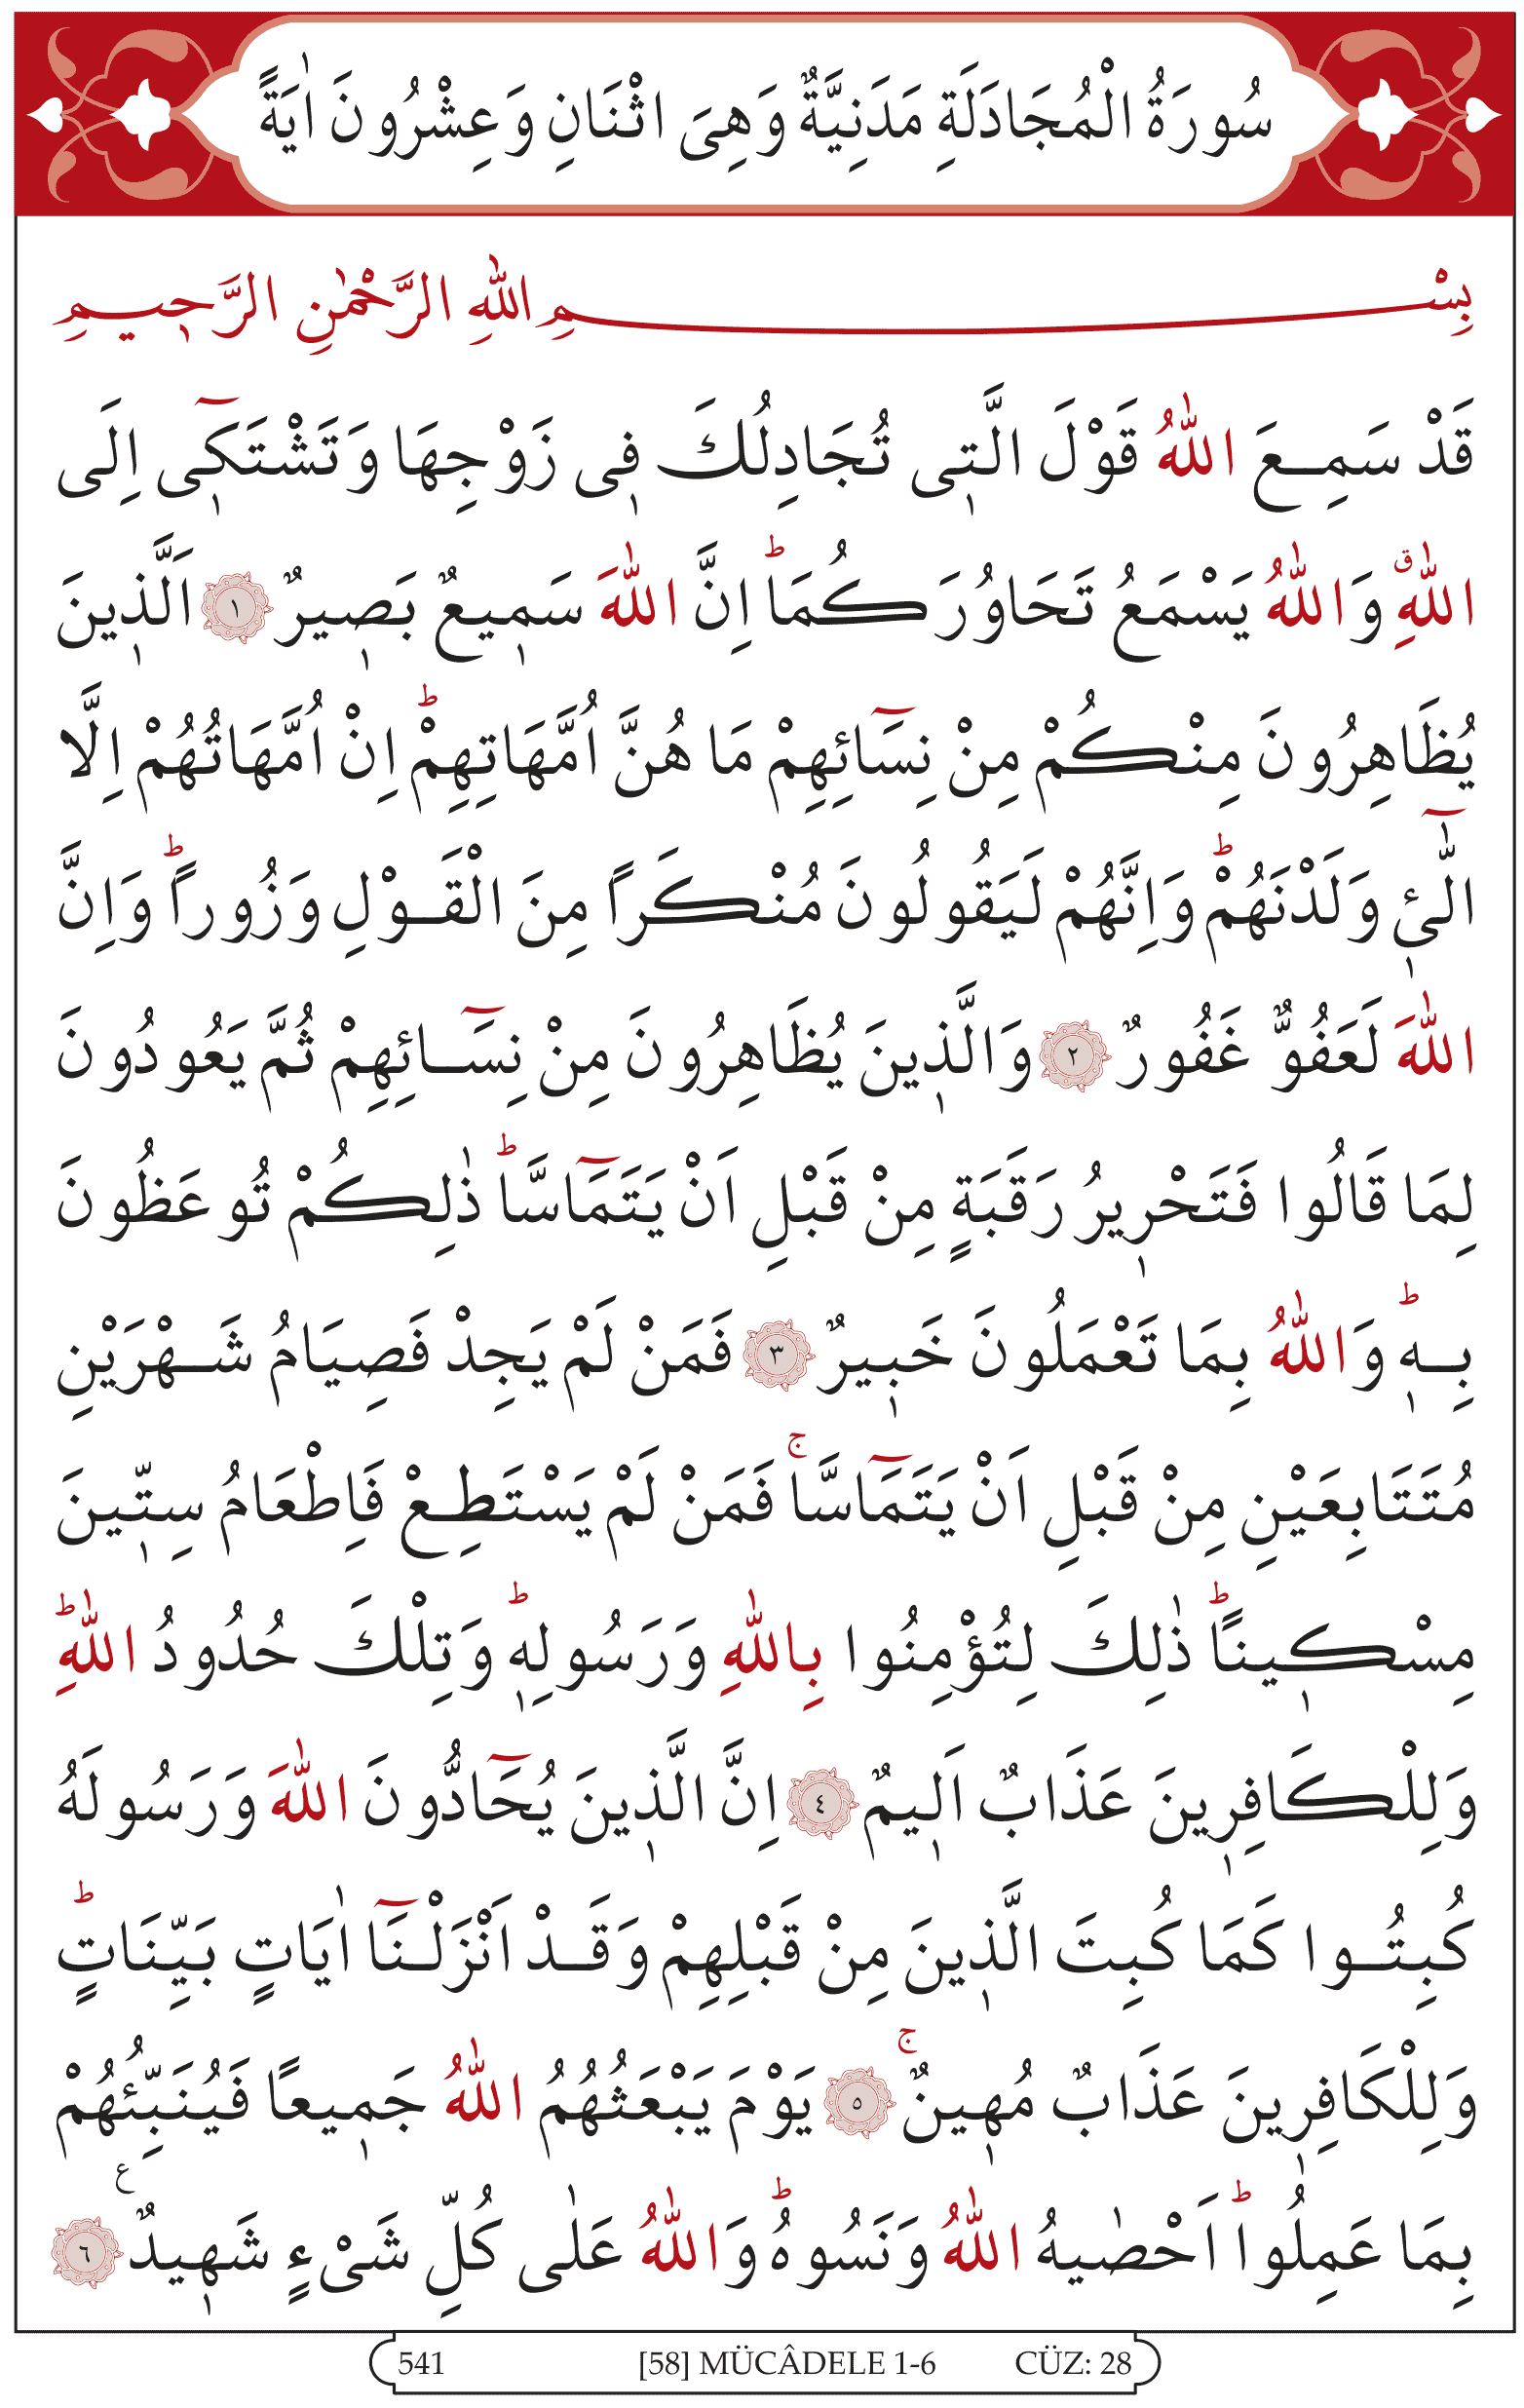 سُورَةُ الْمُجَادَلَةِ مَدَنِيَّةٌ وَهِىَ اثْنَانِ وَعِشْرُونَ اٰيَةً
بِسْمِ اللّٰهِ الرَّحْمٰنِ الرَّح۪يمِ
قَدْ سَمِعَ اللّٰهُ قَوْلَ الَّت۪ى تُجَادِلُكَ ف۪ى زَوْجِهَا وَتَشْتَك۪ٓى اِلَى
اللّٰهِۗ وَاللّٰهُ يَسْمَعُ تَحَاوُرَكُمَاۜ اِنَّ اللّٰهَ سَم۪يعٌ بَص۪يرٌ ﴿١﴾ اَلَّذ۪ينَ
يُظَاهِرُونَ مِنْكُمْ مِنْ نِسَٓائِهِمْ مَا هُنَّ اُمَّهَاتِهِمْۜ اِنْ اُمَّهَاتُهُمْ اِلَّا
الّٰٓئ۪ وَلَدْنَهُمْۜ وَاِنَّهُمْ لَيَقُولُونَ مُنْكَرًا مِنَ الْقَوْلِ وَزُورًاۜ وَاِنَّ
اللّٰهَ لَعَفُوٌّ غَفُورٌ ﴿٢﴾ وَالَّذ۪ينَ يُظَاهِرُونَ مِنْ نِسَٓائِهِمْ ثُمَّ يَعُودُونَ
لِمَا قَالُوا فَتَحْر۪يرُ رَقَبَةٍ مِنْ قَبْلِ اَنْ يَتَمَٓاسَّاۜ ذٰلِكُمْ تُوعَظُونَ
بِه۪ۜ وَاللّٰهُ بِمَا تَعْمَلُونَ خَب۪يرٌ ﴿٣﴾ فَمَنْ لَمْ يَجِدْ فَصِيَامُ شَهْرَيْنِ
مُتَتَابِعَيْنِ مِنْ قَبْلِ اَنْ يَتَمَٓاسَّاۚ فَمَنْ لَمْ يَسْتَطِعْ فَاِطْعَامُ سِتّ۪ينَ
مِسْك۪ينًاۜ ذٰلِكَ لِتُؤْمِنُوا بِاللّٰهِ وَرَسُولِه۪ۜ وَتِلْكَ حُدُودُ اللّٰهِۜ
وَلِلْكَافِر۪ينَ عَذَابٌ اَل۪يمٌ ﴿٤﴾ اِنَّ الَّذ۪ينَ يُحَٓادُّونَ اللّٰهَ وَرَسُولَهُ
كُبِتُوا كَمَا كُبِتَ الَّذ۪ينَ مِنْ قَبْلِهِمْ وَقَدْ اَنْزَلْنَٓا اٰيَاتٍ بَيِّنَاتٍۜ
وَلِلْكَافِر۪ينَ عَذَابٌ مُه۪ينٌۚ ﴿٥﴾ يَوْمَ يَبْعَثُهُمُ اللّٰهُ جَم۪يعًا فَيُنَبِّئُهُمْ
بِمَا عَمِلُواۜ اَحْصٰيهُ اللّٰهُ وَنَسُوهُۜ وَاللّٰهُ عَلٰى كُلِّ شَىْءٍ شَه۪يدٌ ع ﴿٦﴾
541 [58] MÜCÂDELE 1-6 CÜZ: 28